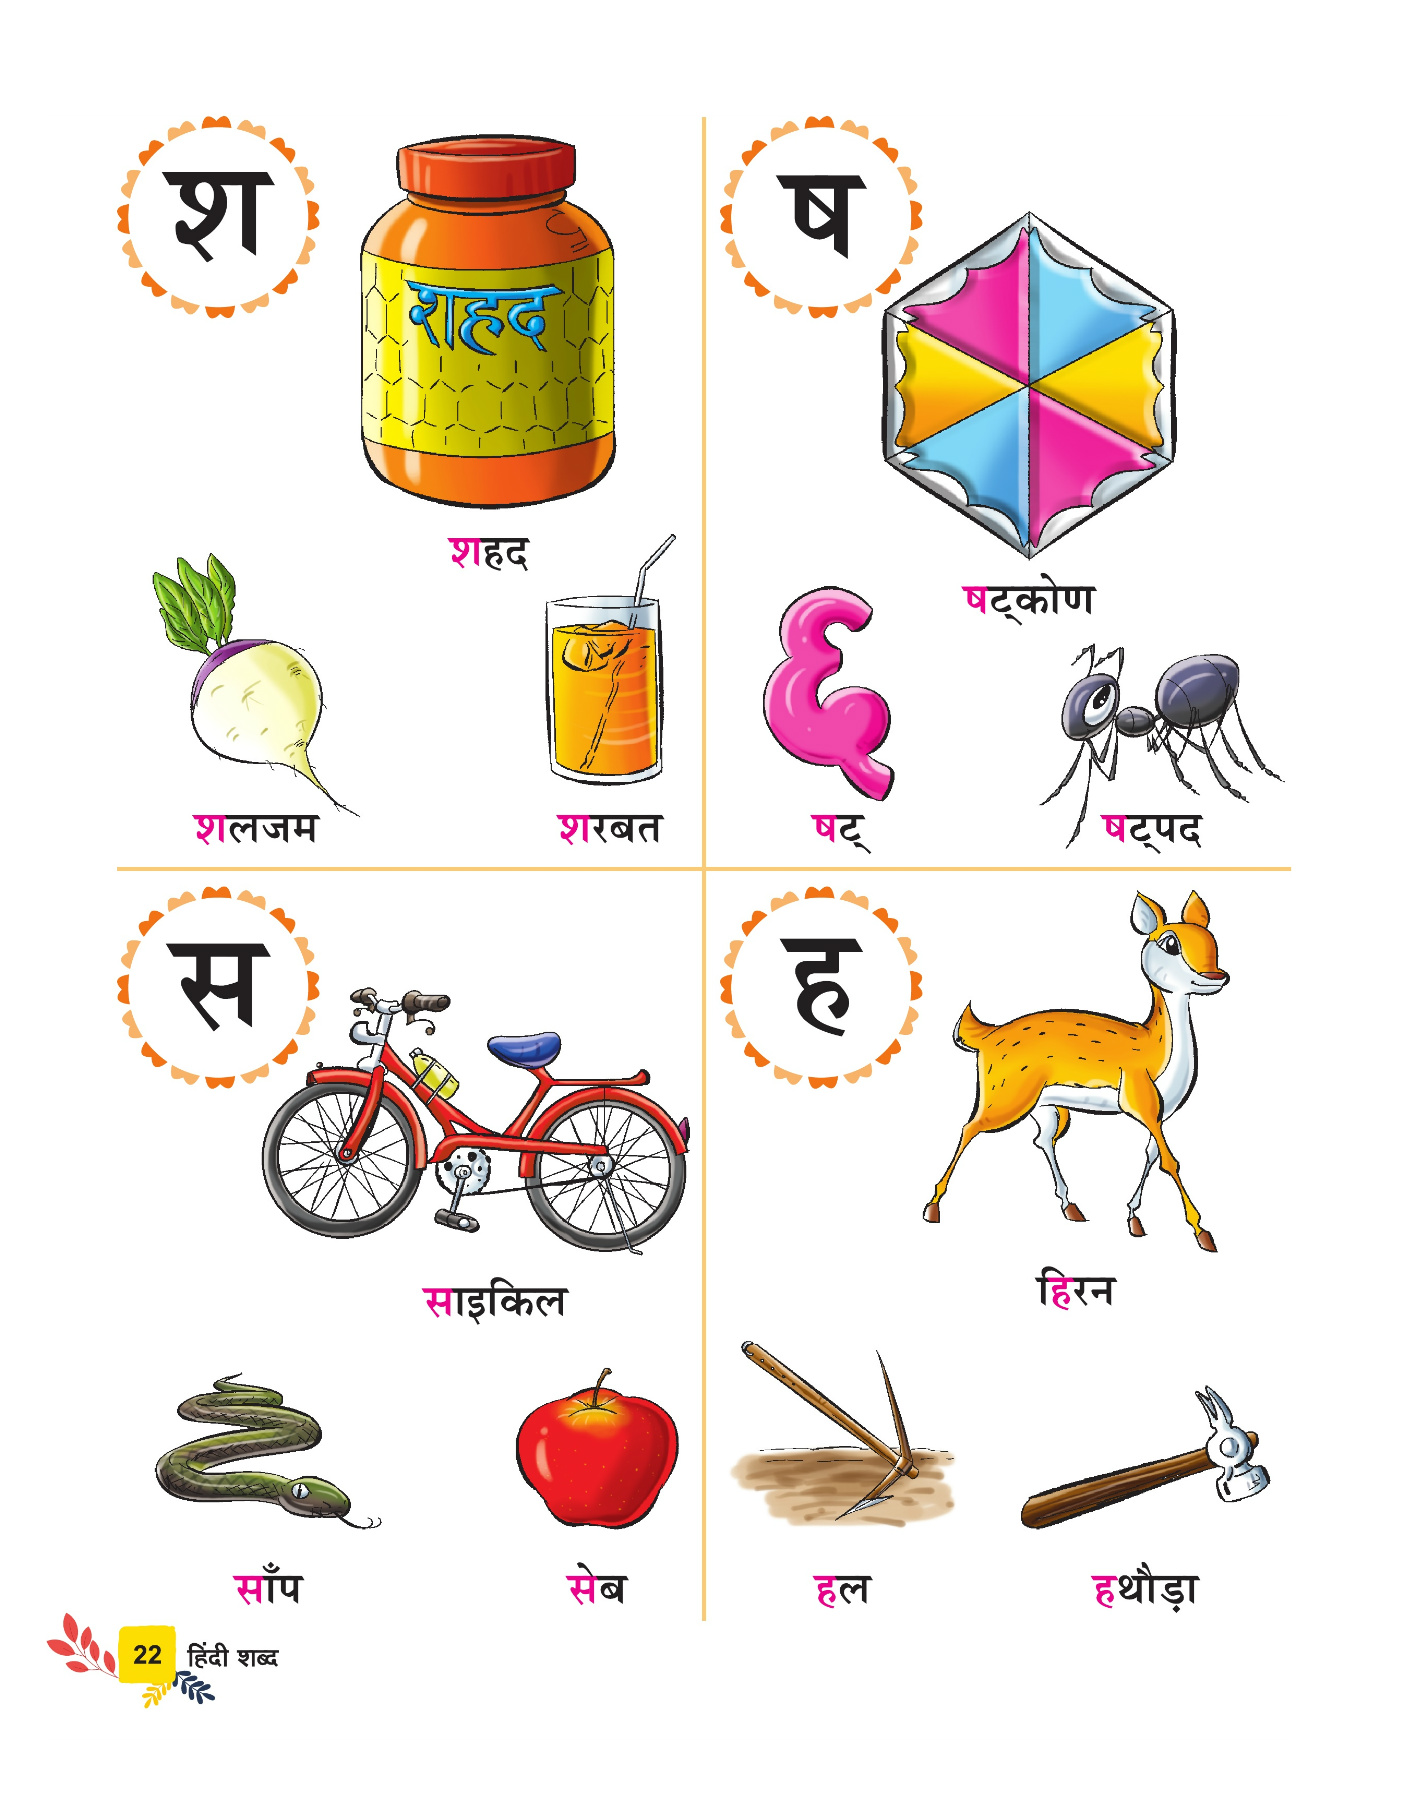 श
शहद
शहद
शलजम
शरबत
ष
षट्कोण
षट्
६
षट्पद
स
साइकिल
साँप
सेब
ह
हिरन
हल
हथौड़ा
22 हिंदी शब्द